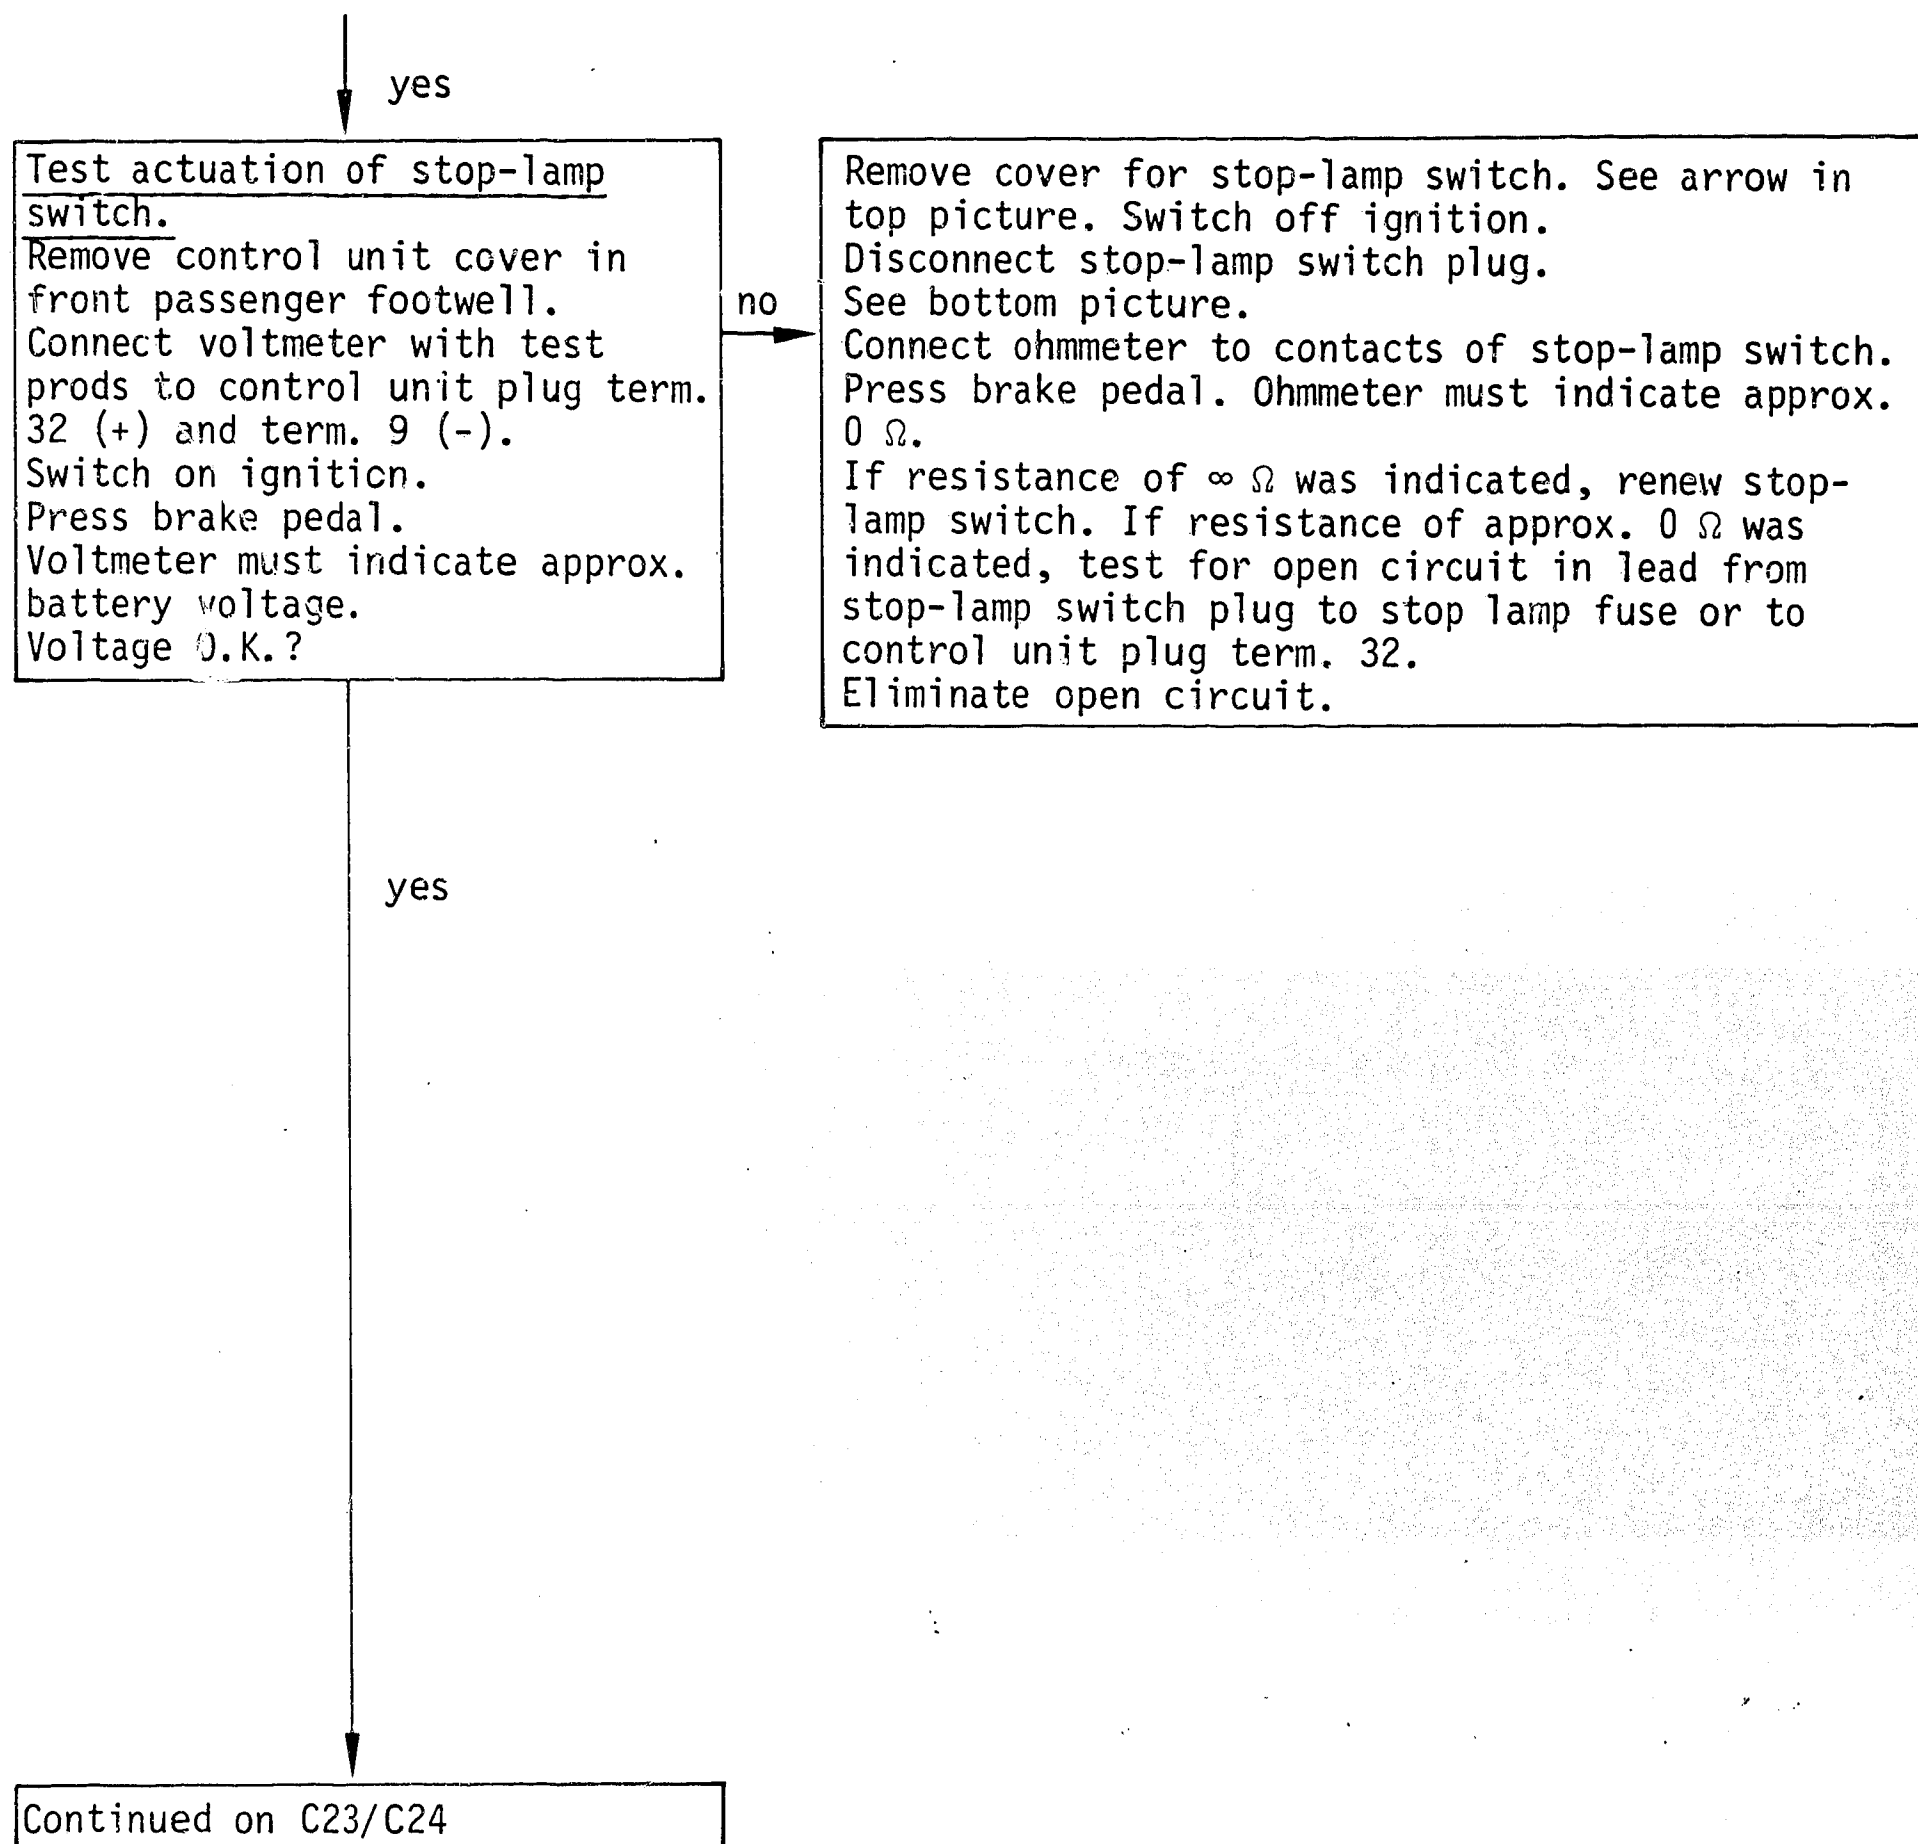 yes
Test actuation of stop-lamp
switch.
Remove control unit cover in
front passenger footwell.
Connect voltmeter with test
prods to control unit plug term.
32 (+) and term. 9 (-).
Switch on ignition.
Press brake pedal.
Voltmeter must indicate approx.
battery voltage.
Voltage O.K.?
no
Remove cover for stop-lamp switch. See arrow in
top picture. Switch off ignition.
Disconnect stop-lamp switch plug.
See bottom picture.
Connect ohmmeter to contacts of stop-lamp switch.
Press brake pedal. Ohmmeter must indicate approx.
0 Ω.
If resistance of ∞ Ω was indicated, renew stop-
lamp switch. If resistance of approx. 0 Ω was
indicated, test for open circuit in lead from
stop-lamp switch plug to stop lamp fuse or to
control unit plug term. 32.
Eliminate open circuit.
yes
Continued on C23/C24